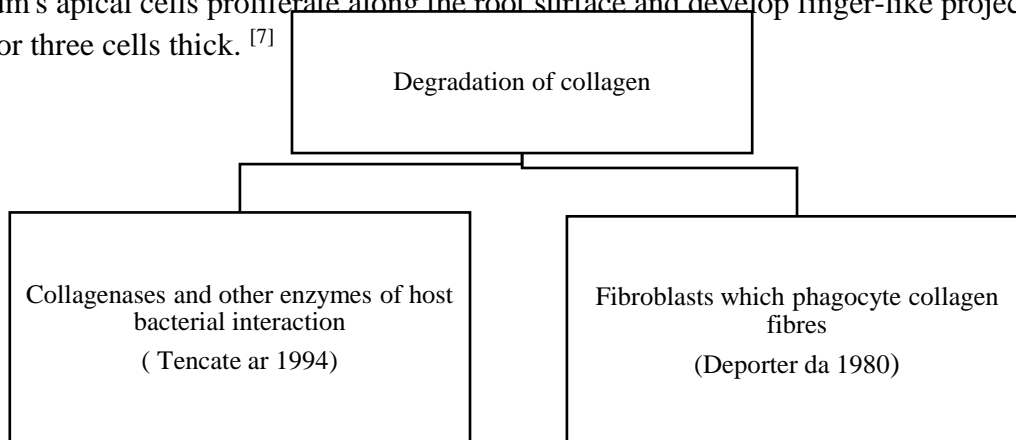 apical cells proliferate along the root surface and develop finger-like
or three cells thick. [7]
Degradation of collagen
Collagenases and other enzymes of host
bacterial interaction
( Tencate ar 1994)
Fibroblasts which phagocyte collagen
fibres
(Deporter da 1980)